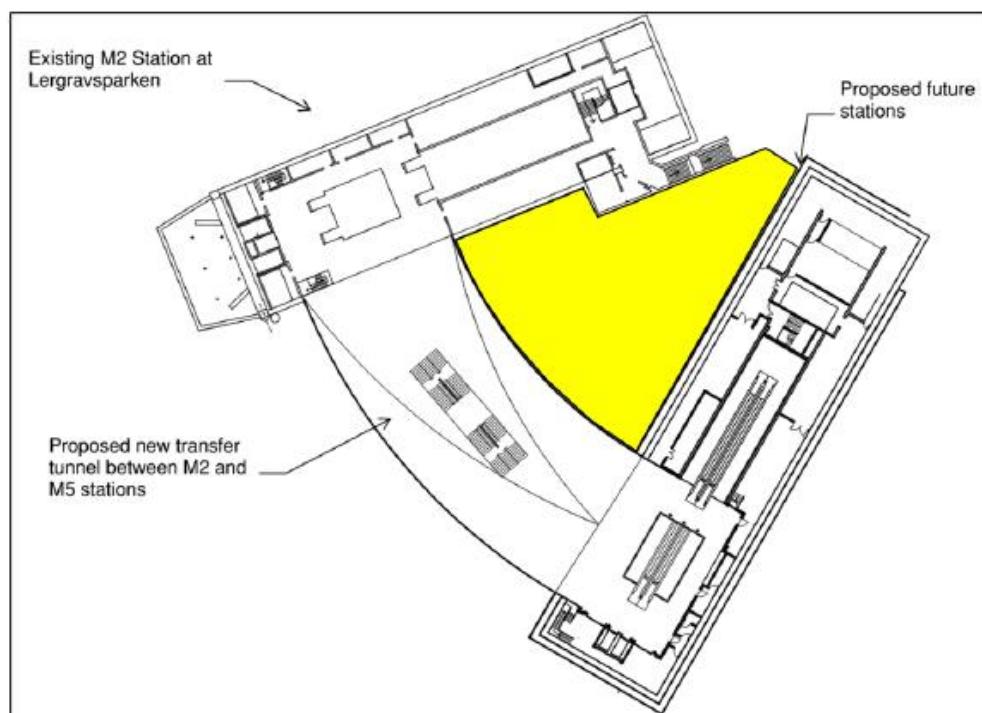 Existing M2 Station at
Lergravsparken
Proposed future
stations
Proposed new transfer
tunnel between M2 and
M5 stations